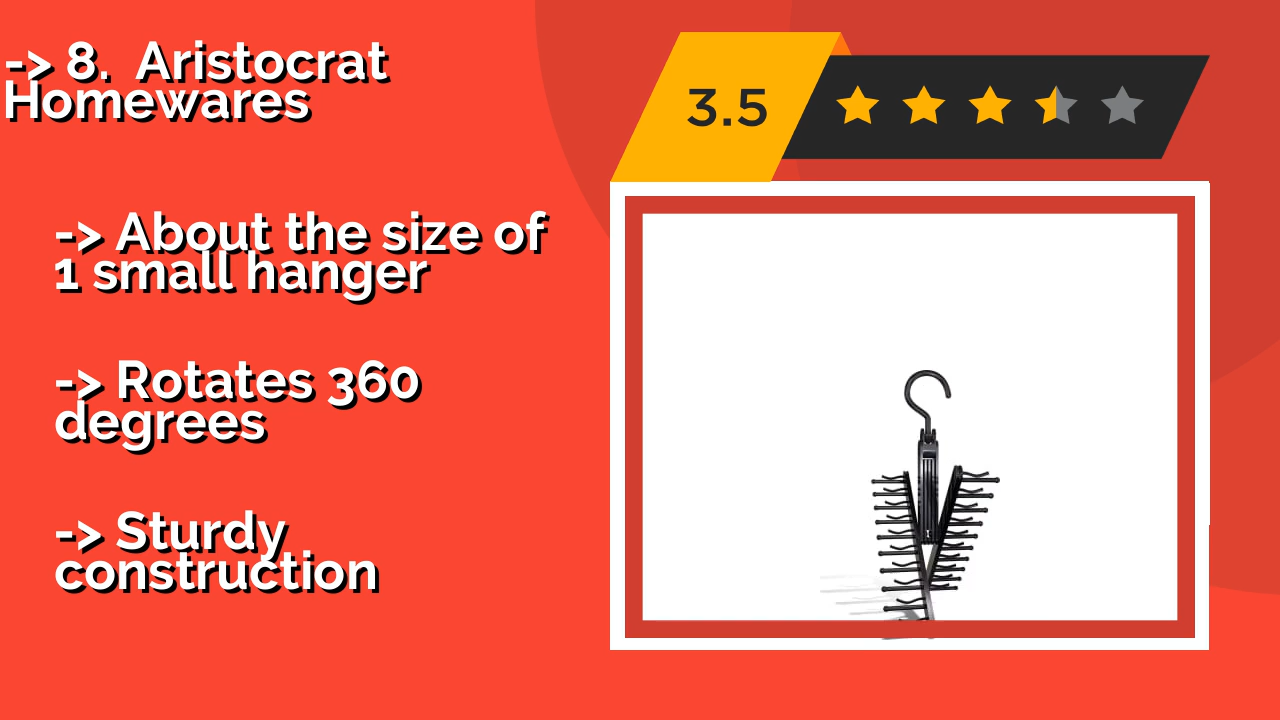 -> 8.  Aristocrat
Homewares
3.5
-> About the size of
1 small hanger
-> Rotates 360
degrees
-> Sturdy
construction